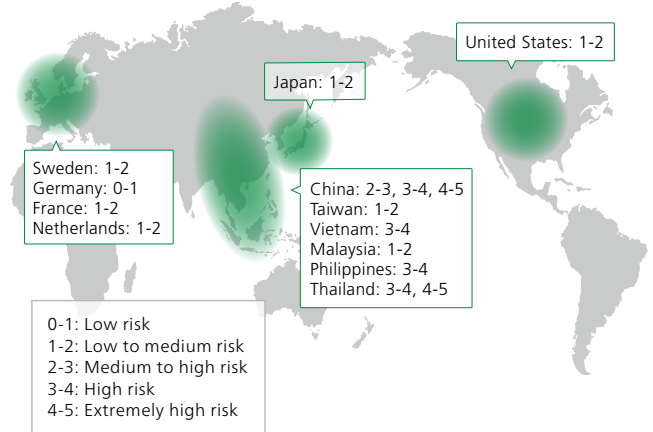 United States: 1-2
Japan: 1-2
Sweden: 1-2
Germany: 0-1
France: 1-2
Netherlands: 1-2
China: 2-3, 3-4, 4-5
Taiwan: 1-2
Vietnam: 3-4
Malaysia: 1-2
Philippines: 3-4
Thailand: 3-4, 4-5
0-1: Low risk
1-2: Low to medium risk
2-3: Medium to high risk
3-4: High risk
4-5: Extremely high risk